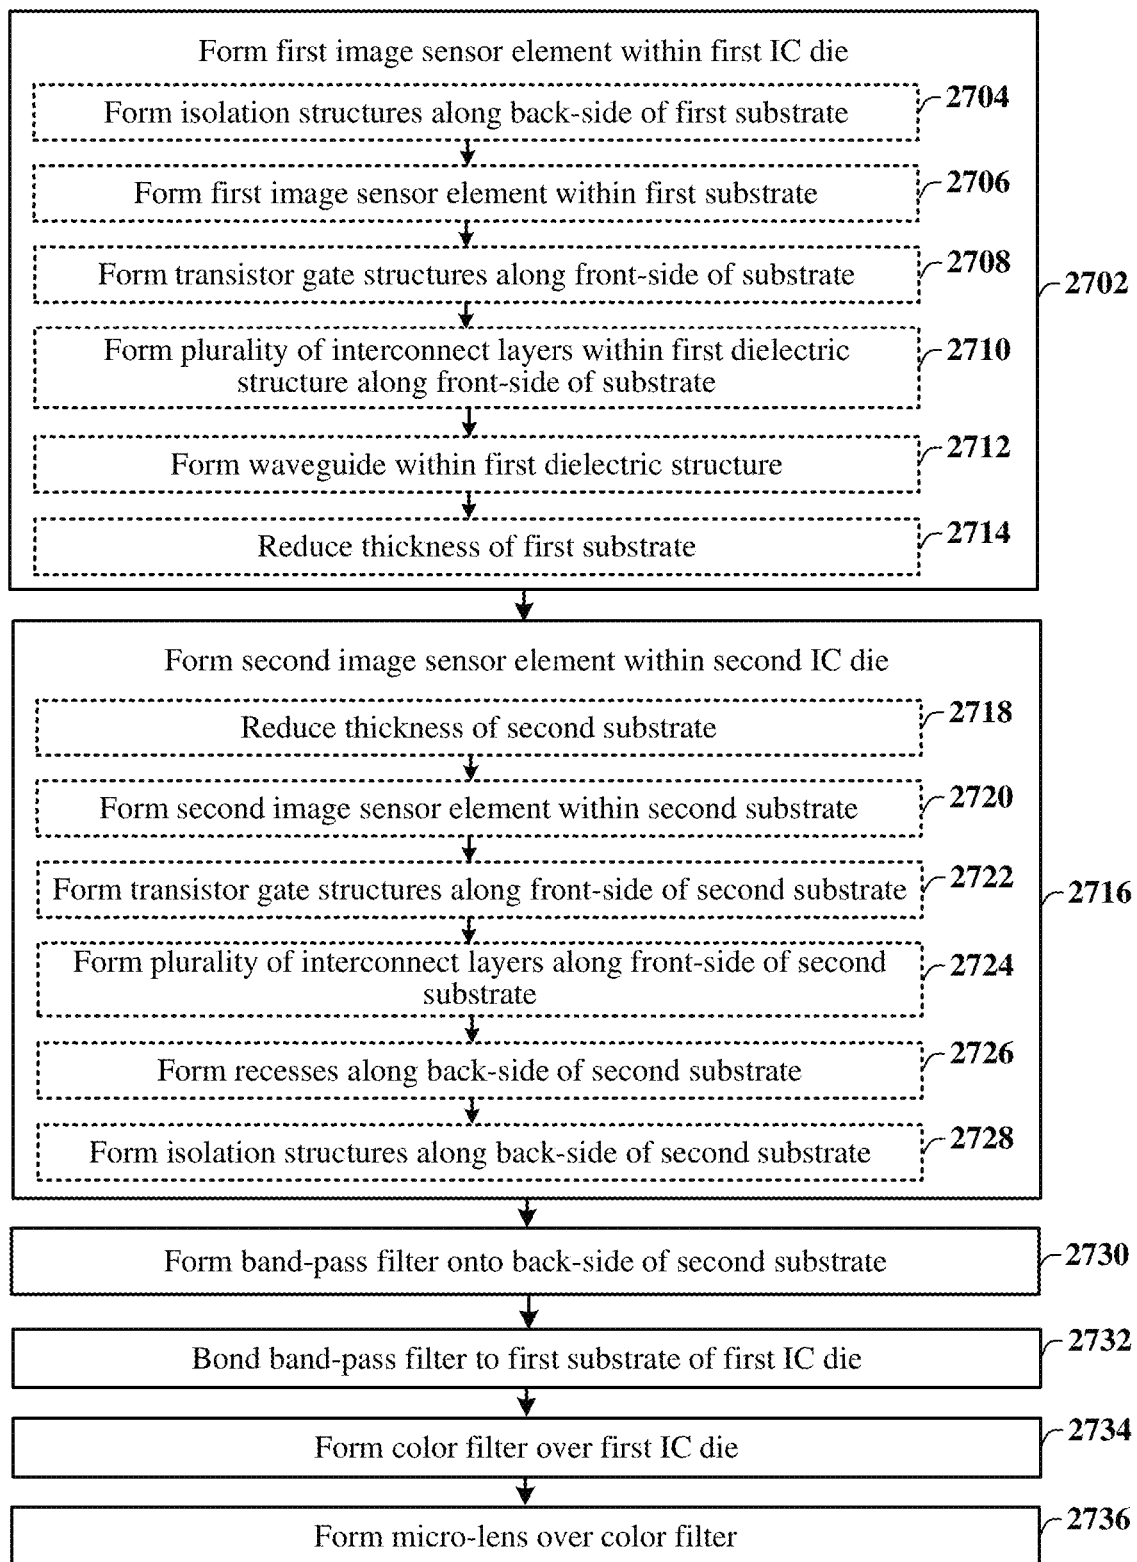 Form first image sensor element within first IC die
2704
Form isolation structures along back-side of first substrate
2706
Form first image sensor element within first substrate
2708
Form transistor gate structures along front-side of substrate
2702
2710
Form plurality of interconnect layers within first dielectric
structure along front-side of substrate
2712
Form waveguide within first dielectric structure
2714
Reduce thickness of first substrate
Form second image sensor element within second IC die
2718
Reduce thickness of second substrate
2720
Form second image sensor element within second substrate
2722
Form transistor gate structures along front-side of second substrate
2716
2724
Form plurality of interconnect layers along front-side of second
substrate
2726
Form recesses along back-side of second substrate
2728
Form isolation structures along back-side of second substrate
2730
Form band-pass filter onto back-side of second substrate
2732
Bond band-pass filter to first substrate of first IC die
2734
Form color filter over first IC die
2736
Form micro-lens over color filter